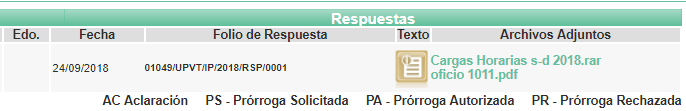 Respuestas
Edo. Fecha Folio de Respuesta Texto Archivos Adjuntos
24/09/2018 01049/UPVT/IP/2018/RSP/0001 Cargas Horarias s-d 2018.rar
oficio 1011.pdf
AC Aclaración PS - Prórroga Solicitada PA - Prórroga Autorizada PR - Prórroga Rechazada